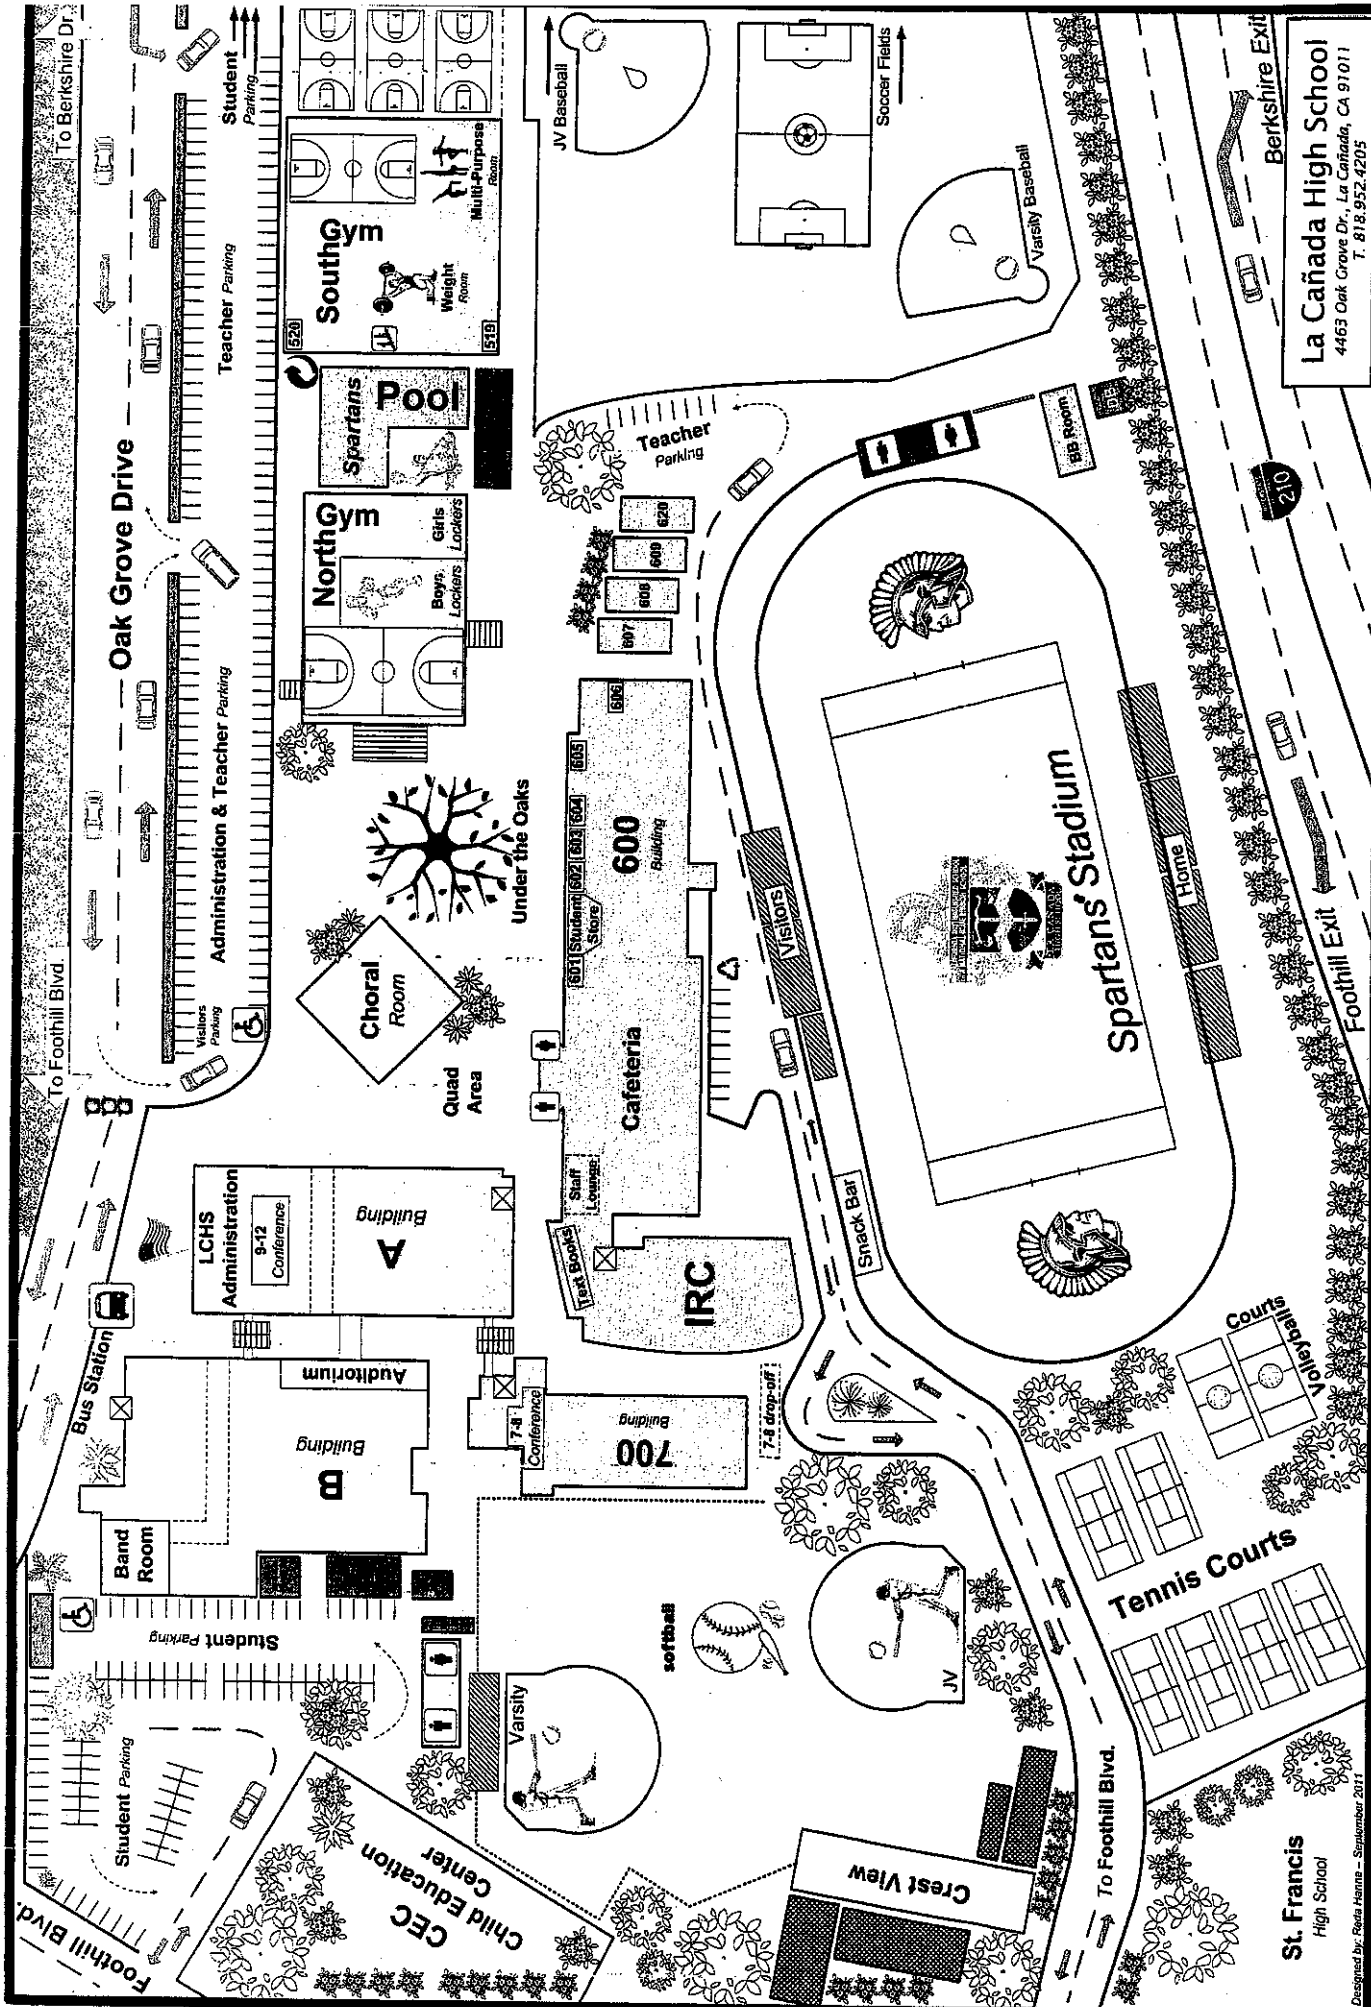 To Foothill Blvd.
To Berkshire Dr.
Oak Grove Drive
Bus Station
Visitors
Parking
Administration & Teacher Parking
Teacher Parking
Student
Parking
Foothill Blvd.
Student Parking
Student Parking
Band
Room
B
Building
Auditorium
LCHS
Administration
9-12
Conference
A
Building
Choral
Room
Quad
Area
Under the Oaks
North Gym
Boys
Lockers
Girls
Lockers
Spartans
Pool
South Gym
520
519
Weight
Room
Multi-Purpose
Room
JV Baseball
Soccer Fields
Varsity Baseball
CEC
Child Education
Center
Varsity
softball
JV
7-8
Conference
700
Building
7-8 drop-off
Text Books
IRC
Staff
Lounge
Cafeteria
601
Student
Store
602
603
604
605
606
600
Building
607
608
609
620
Teacher
Parking
BB Room
Snack Bar
Visitors
Spartans' Stadium
Home
Crest View
To Foothill Blvd.
Tennis Courts
Volleyball
Courts
Foothill Exit
210
Berkshire Exit
St. Francis
High School
Designed by: Reda Hanna - September 2011
La Cañada High School
4463 Oak Grove Dr., La Cañada, CA 91011
T. 818.952.4205